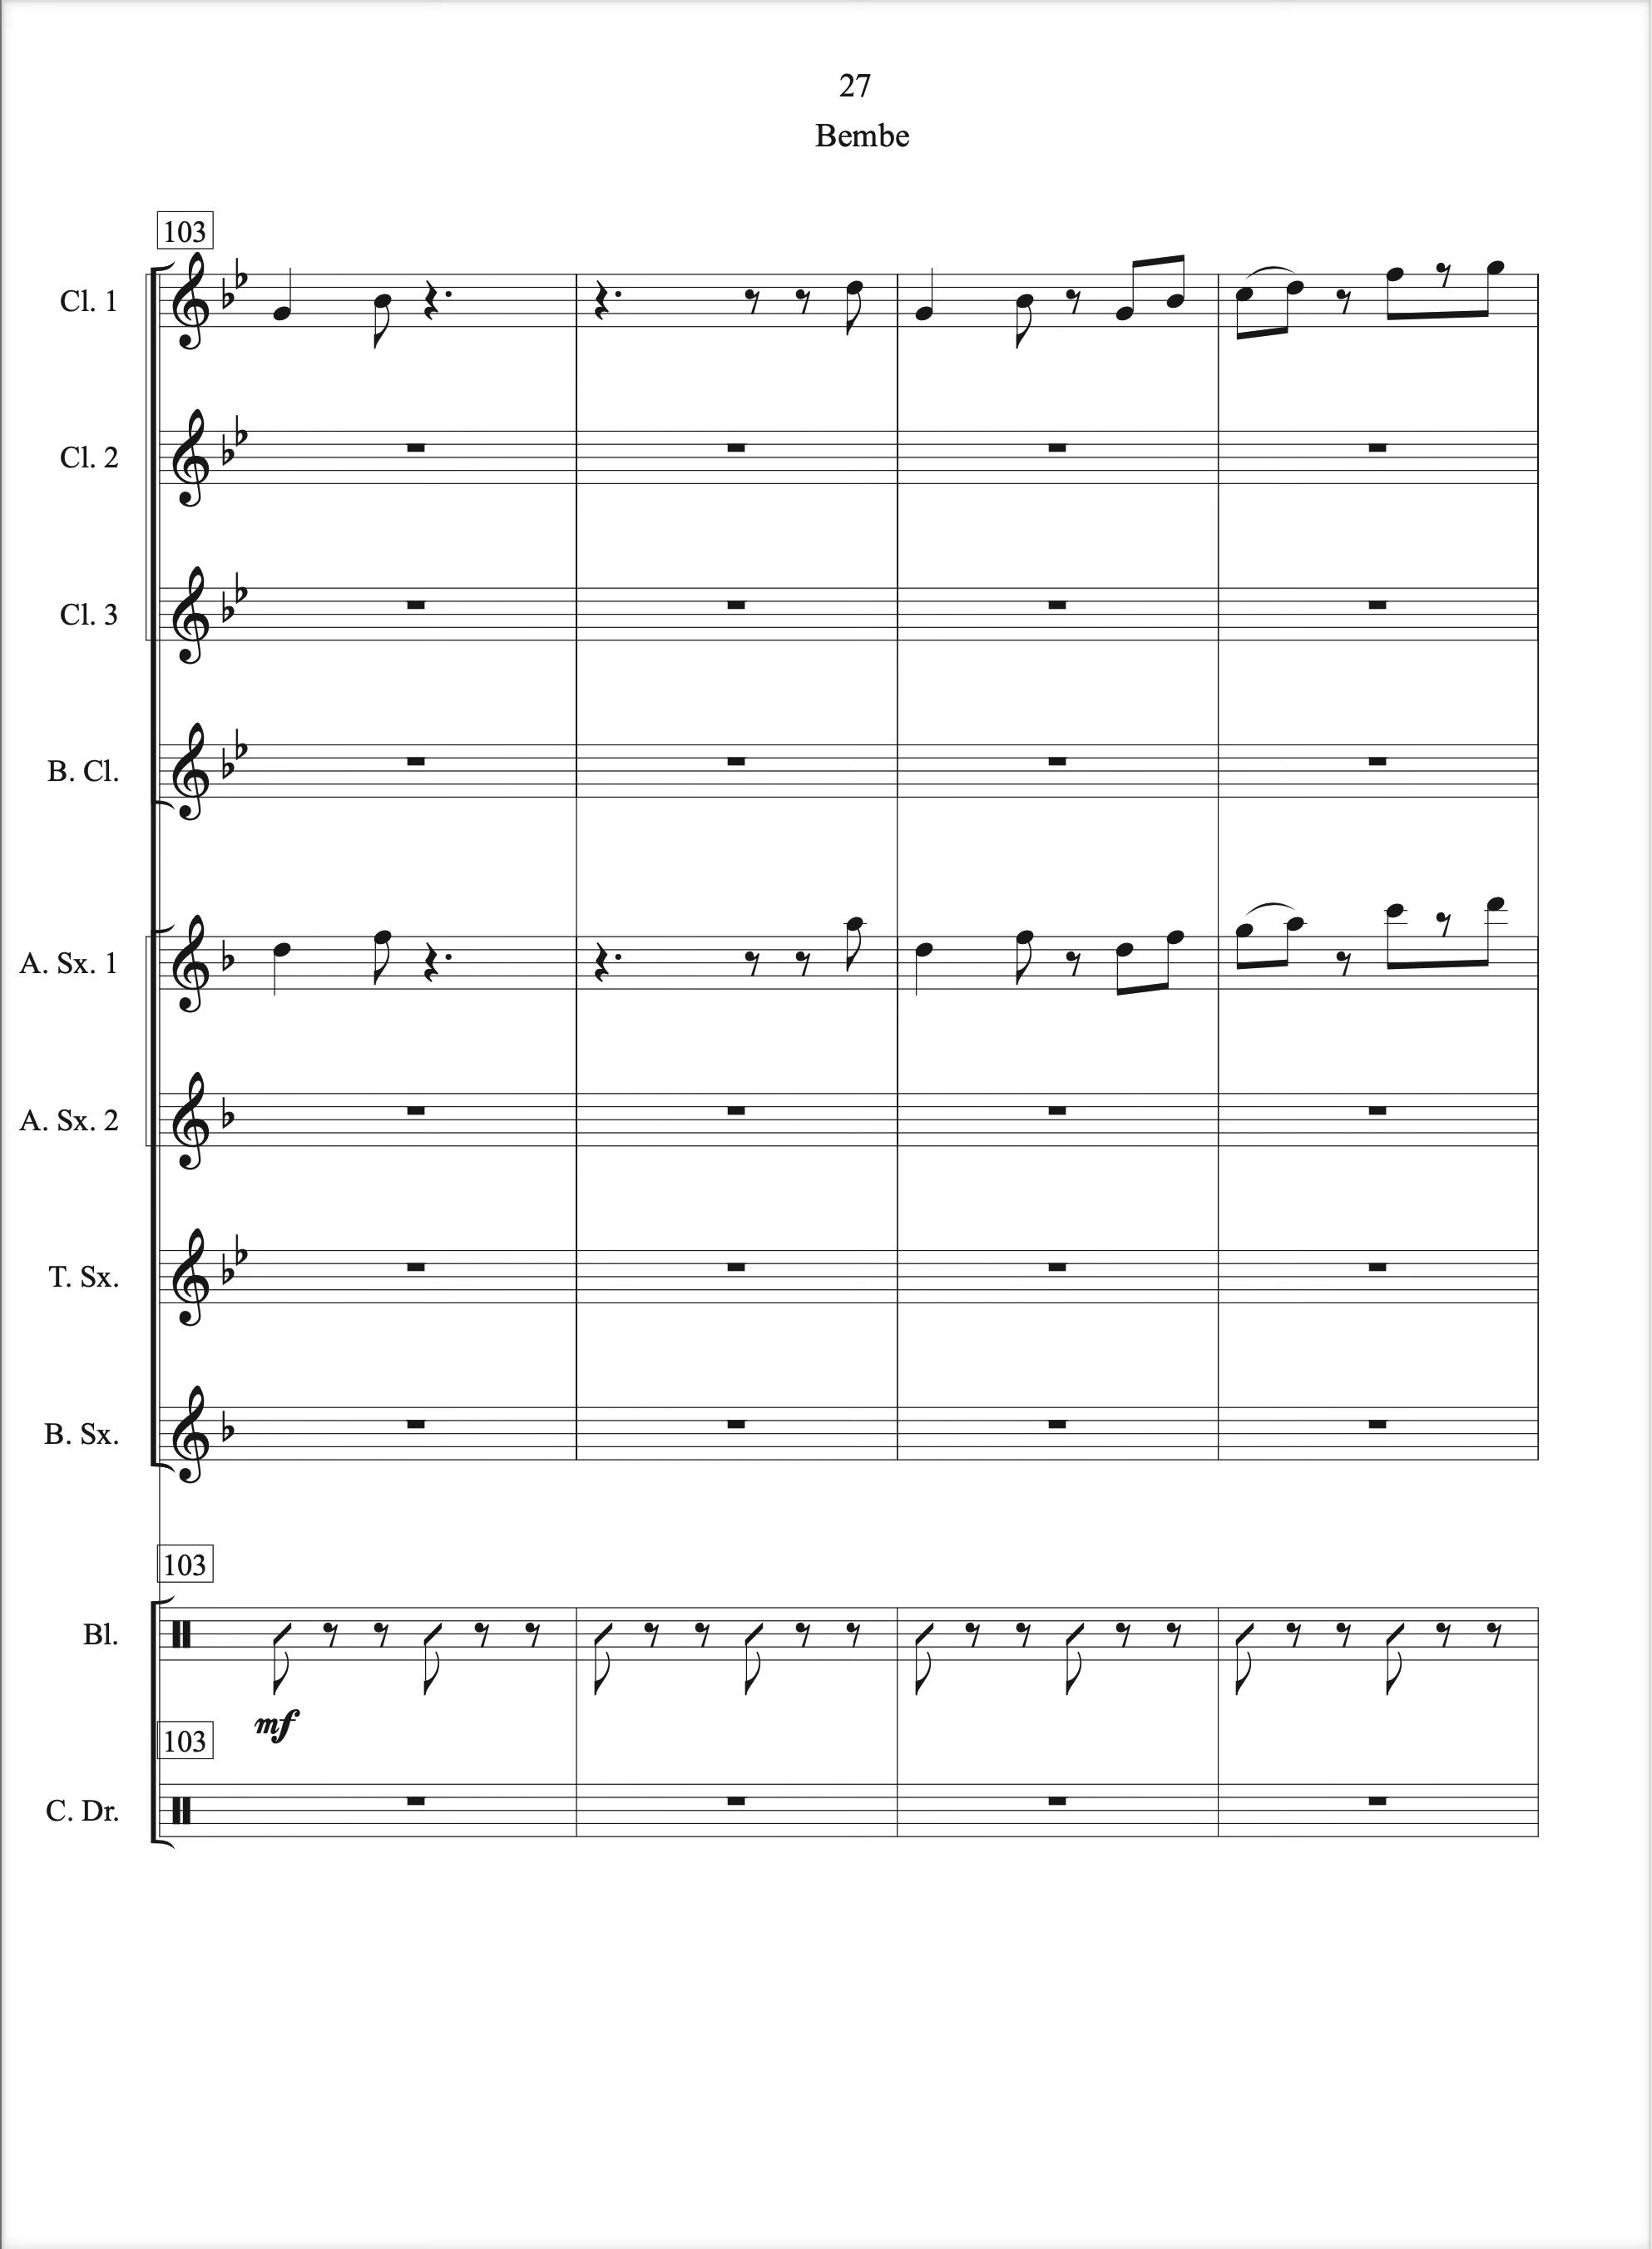 27
Bembe
103
Cl. 1
Cl. 2
Cl. 3
B. Cl.
A. Sx. 1
A. Sx. 2
T. Sx.
B. Sx.
103
Bl.
mf
103
C. Dr.